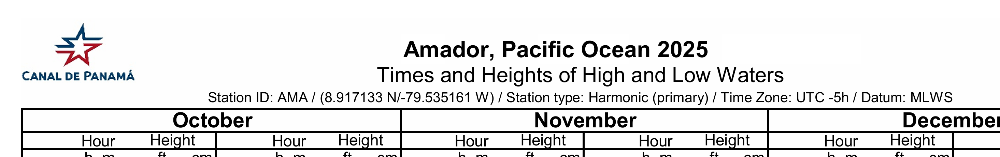 CANAL DE PANAMÁ
Amador, Pacific Ocean 2025
Times and Heights of High and Low Waters
Station ID: AMA / (8.917133 N/-79.535161 W) / Station type: Harmonic (primary) / Time Zone: UTC -5h / Datum: MLWS
October November December
Hour Height Hour Height Hour Height Hour Height Hour Height
h m ft cm h m ft cm h m ft cm h m ft cm h m ft cm